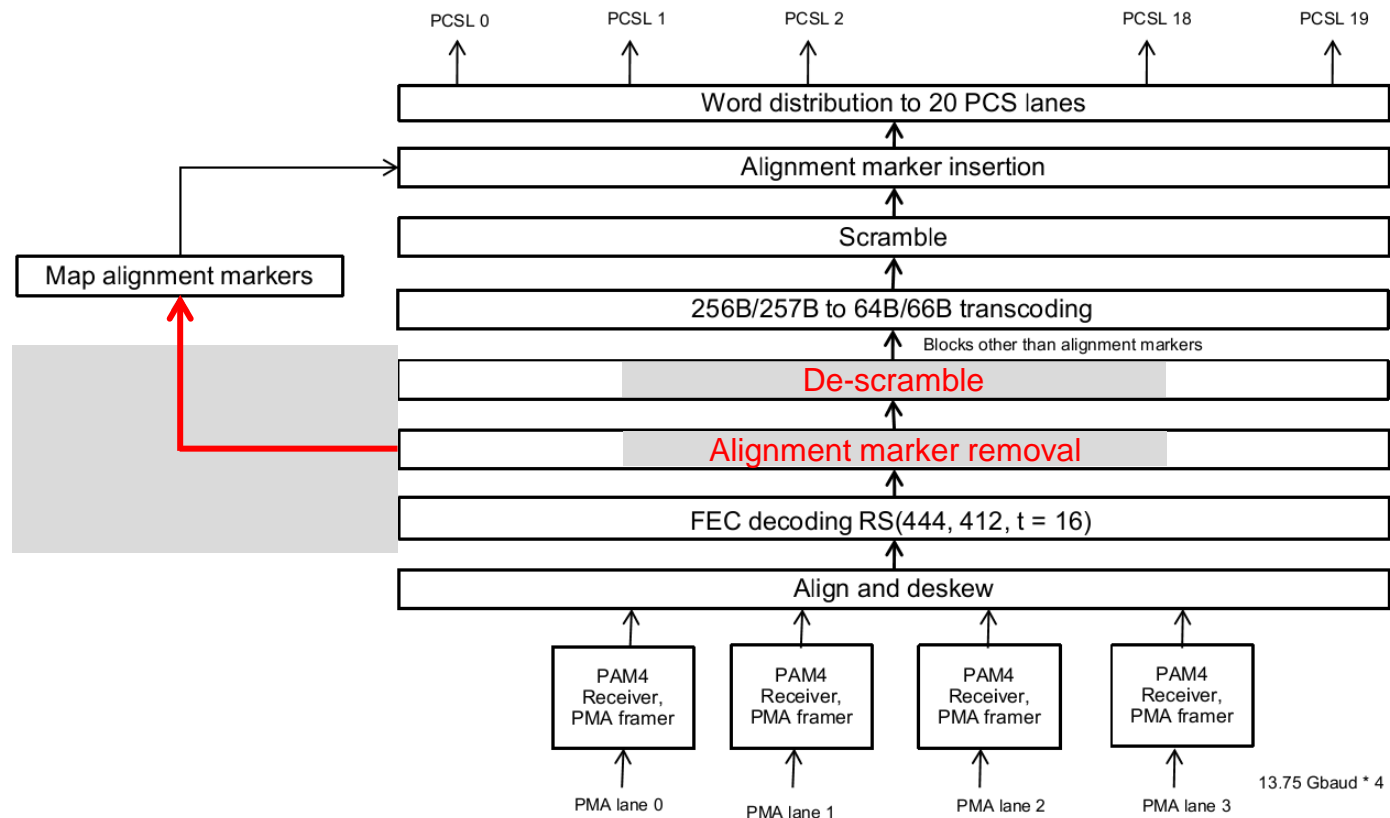 PCSL 0
PCSL 1
PCSL 2
PCSL 18
PCSL 19
Word distribution to 20 PCS lanes
Alignment marker insertion
Scramble
Map alignment markers
256B/257B to 64B/66B transcoding
Blocks other than alignment markers
De-scramble
Alignment marker removal
FEC decoding RS(444, 412, t = 16)
Align and deskew
PAM4
Receiver,
PMA framer
PAM4
Receiver,
PMA framer
PAM4
Receiver,
PMA framer
PAM4
Receiver,
PMA framer
13.75 Gbaud * 4
PMA lane 0
PMA lane 1
PMA lane 2
PMA lane 3